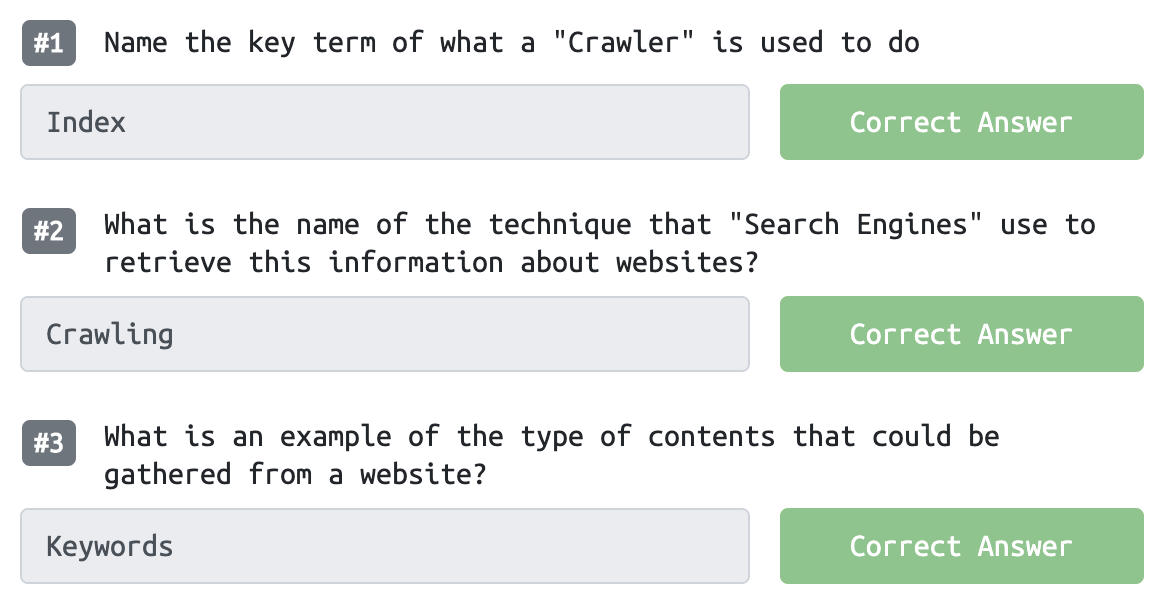 #1 Name the key term of what a "Crawler" is used to do
Index Correct Answer
#2 What is the name of the technique that "Search Engines" use to
retrieve this information about websites?
Crawling Correct Answer
#3 What is an example of the type of contents that could be
gathered from a website?
Keywords Correct Answer